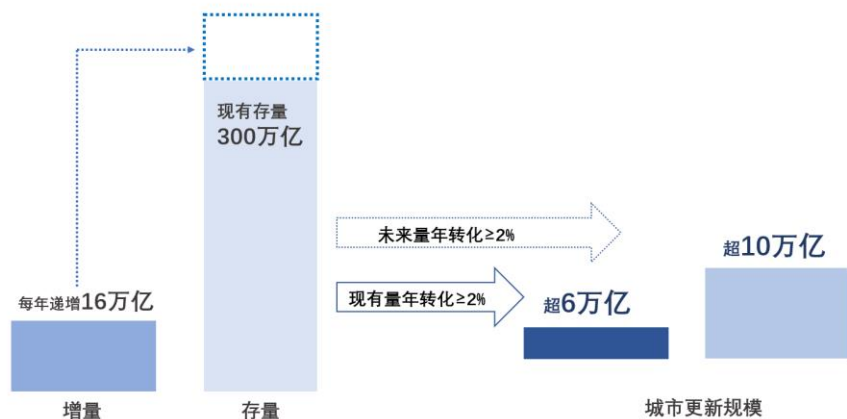 现有存量
300万亿
未来量年转化≥2%
超10万亿
每年递增16万亿
现有量年转化≥2%
超6万亿
增量
存量
城市更新规模